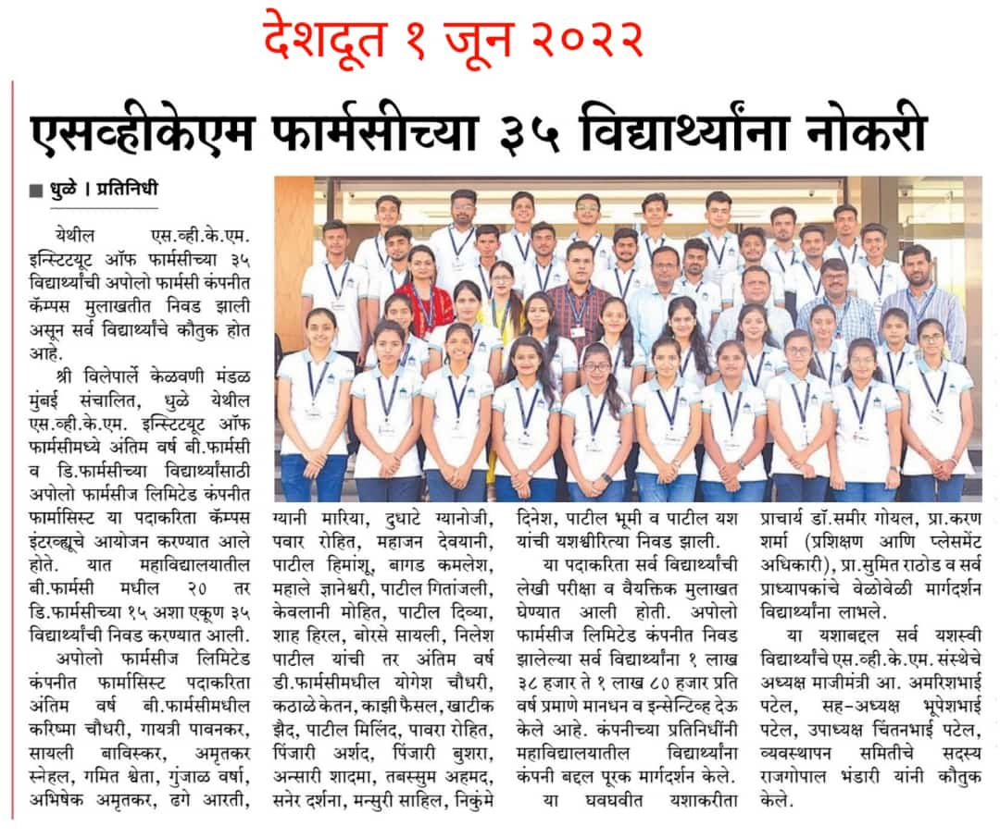 देशदूत १ जून २०२२
एसव्हीकेएम फार्मसीच्या ३५ विद्यार्थ्यांना नोकरी
■ धुळे । प्रतिनिधी
येथील एस.व्ही.के.एम.
इन्स्टिटयूट ऑफ फार्मसीच्या ३५
विद्यार्थ्यांची अपोलो फार्मसी कंपनीत
कॅम्पस मुलाखतीत निवड झाली
असून सर्व विद्यार्थ्यांचे कौतुक होत
आहे.
श्री विलेपार्ले केळवणी मंडळ
मुंबई संचालित, धुळे येथील
एस.व्ही.के.एम. इन्स्टिटयूट ऑफ
फार्मसीमध्ये अंतिम वर्ष बी.फार्मसी
व डि.फार्मसीच्या विद्यार्थ्यांसाठी
अपोलो फार्मसीज लिमिटेड कंपनीत
फार्मासिस्ट या पदाकरिता कॅम्पस
इंटरव्ह्यूचे आयोजन करण्यात आले
होते. यात महाविद्यालयातील
बी.फार्मसी मधील २० तर
डि.फार्मसीच्या १५ अशा एकूण ३५
विद्यार्थ्यांची निवड करण्यात आली.
अपोलो फार्मसीज लिमिटेड
कंपनीत फार्मासिस्ट पदाकरिता
अंतिम वर्ष बी.फार्मसीमधील
करिष्मा चौधरी, गायत्री पावनकर,
सायली बाविस्कर, अमृतकर
स्नेहल, गमित श्वेता, गुंजाळ वर्षा,
अभिषेक अमृतकर, ढगे आरती,
ग्यानी मारिया, दुधाटे ग्यानोजी,
पवार रोहित, महाजन देवयानी,
पाटील हिमांशू, बागड कमलेश,
महाले ज्ञानेश्वरी, पाटील गितांजली,
केवलानी मोहित, पाटील दिव्या,
शाह हिरल, बोरसे सायली, निलेश
पाटील यांची तर अंतिम वर्ष
डी.फार्मसीमधील योगेश चौधरी,
कठाळे केतन, काझी फैसल, खाटीक
झैद, पाटील मिलिंद, पावरा रोहित,
पिंजारी अर्शद, पिंजारी बुशरा,
अन्सारी शादमा, तबस्सुम अहमद,
सनेर दर्शना, मन्सुरी साहिल, निकुंमे
दिनेश, पाटील भूमी व पाटील यश
यांची यशश्वीरित्या निवड झाली.
या पदाकरिता सर्व विद्यार्थ्यांची
लेखी परीक्षा व वैयक्तिक मुलाखत
घेण्यात आली होती. अपोलो
फार्मसीज लिमिटेड कंपनीत निवड
झालेल्या सर्व विद्यार्थ्यांना १ लाख
३८ हजार ते १ लाख ८० हजार प्रति
वर्ष प्रमाणे मानधन व इन्सेन्टिव्ह देऊ
केले आहे. कंपनीच्या प्रतिनिधींनी
महाविद्यालयातील विद्यार्थ्यांना
कंपनी बद्दल पूरक मार्गदर्शन केले.
या घवघवीत यशाकरीता
प्राचार्य डॉ.समीर गोयल, प्रा.करण
शर्मा (प्रशिक्षण आणि प्लेसमेंट
अधिकारी), प्रा.सुमित राठोड व सर्व
प्राध्यापकांचे वेळोवेळी मार्गदर्शन
विद्यार्थ्यांना लाभले.
या यशाबद्दल सर्व यशस्वी
विद्यार्थ्यांचे एस.व्ही.के.एम. संस्थेचे
अध्यक्ष माजीमंत्री आ. अमरिशभाई
पटेल, सह-अध्यक्ष भूपेशभाई
पटेल, उपाध्यक्ष चिंतनभाई पटेल,
व्यवस्थापन समितीचे सदस्य
राजगोपाल भंडारी यांनी कौतुक
केले.